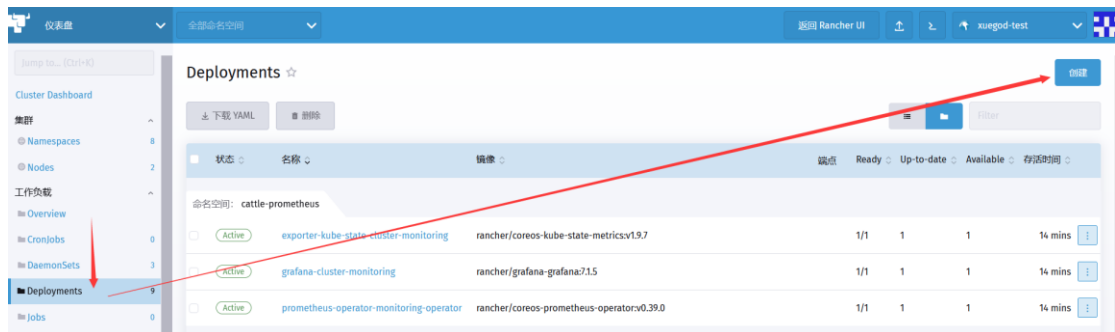 仪表盘
全部命名空间
返回 Rancher UI
xuegod-test
Jump to... (Ctrl+K)
Cluster Dashboard
集群
Namespaces 8
Nodes 2
工作负载
Overview
CronJobs 0
DaemonSets 3
Deployments 9
Jobs 0
Deployments
创建
下载 YAML
删除
Filter
状态 名称 镜像 端点 Ready Up-to-date Available 存活时间
命名空间: cattle-prometheus
Active exporter-kube-state-cluster-monitoring rancher/coreos-kube-state-metrics:v1.9.7 1/1 1 1 14 mins
Active grafana-cluster-monitoring rancher/grafana-grafana:7.1.5 1/1 1 1 14 mins
Active prometheus-operator-monitoring-operator rancher/coreos-prometheus-operator:v0.39.0 1/1 1 1 14 mins